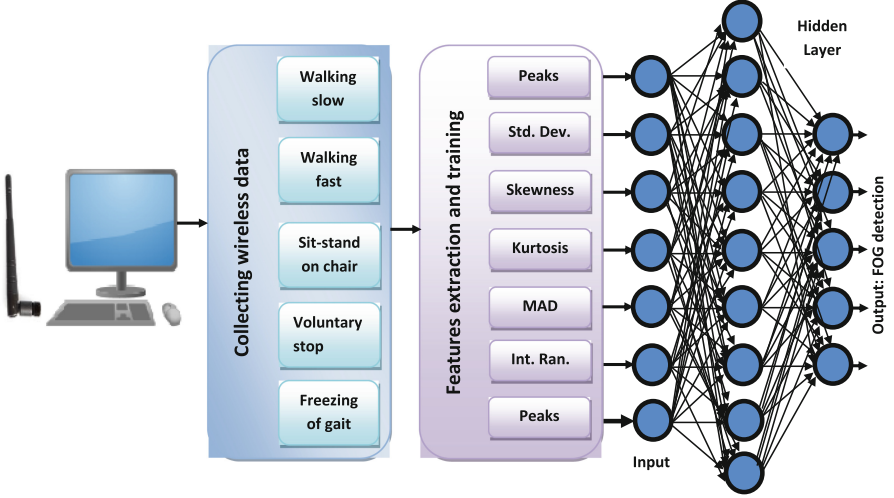 Collecting wireless data
Walking
slow
Walking
fast
Sit-stand
on chair
Voluntary
stop
Freezing
of gait
Features extraction and training
Peaks
Std. Dev.
Skewness
Kurtosis
MAD
Int. Ran.
Peaks
Input
Hidden
Layer
Output: FOG detection